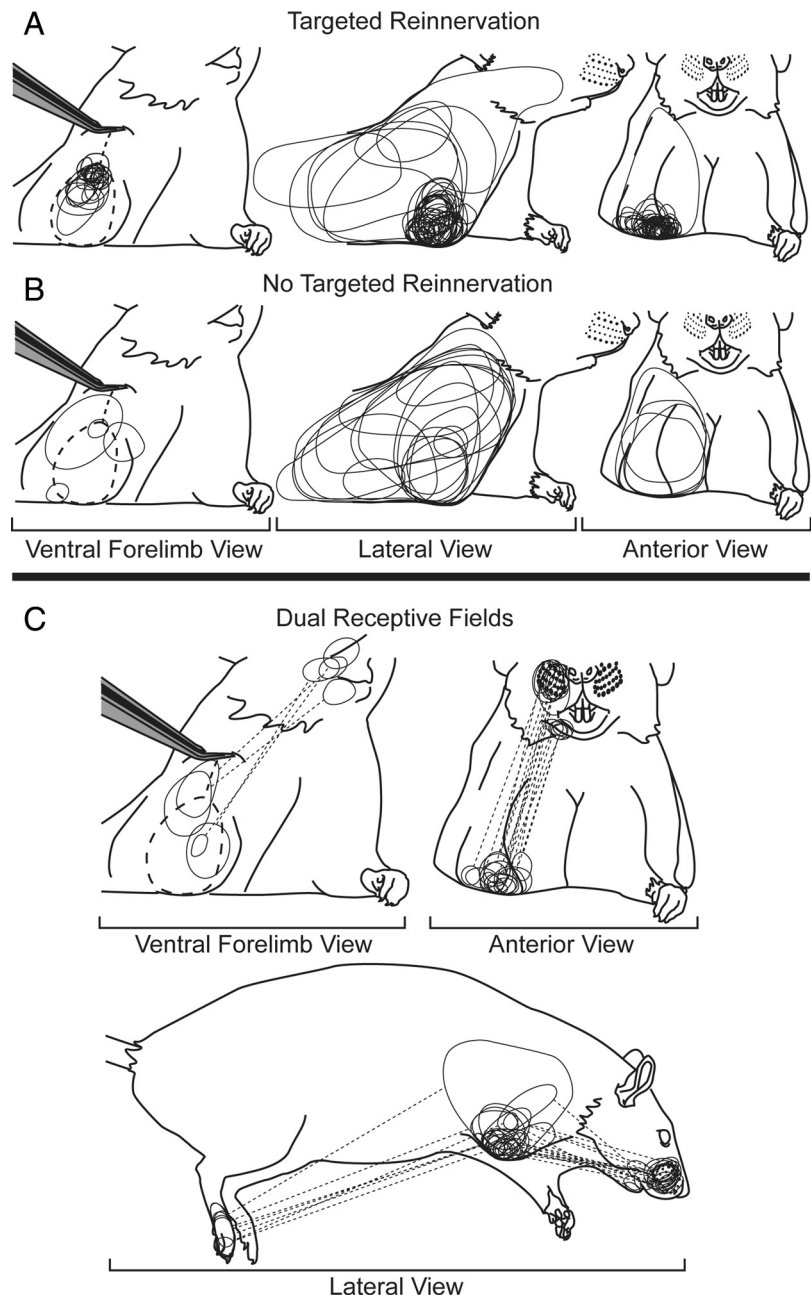 A
Targeted Reinnervation
B
No Targeted Reinnervation
Ventral Forelimb View
Lateral View
Anterior View
C
Dual Receptive Fields
Ventral Forelimb View
Anterior View
Lateral View